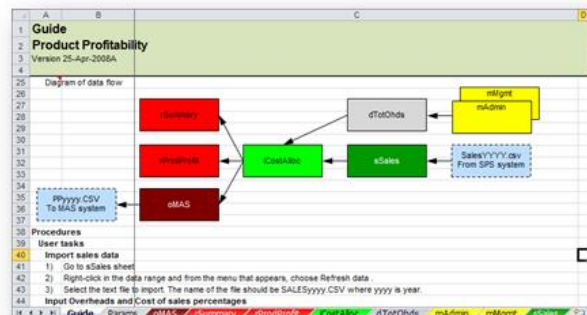 A B C D
1 Guide
2 Product Profitability
3 Version 25-Apr-2008A
4
25 Diagram of data flow
26 mMgmt
27 rSummary dTotOhds mAdmin
28
29
30
31 SalesYYYY.csv
32 rProdProfit iCostAlloc sSales From SPS system
33
34
35 PPyyyy.CSV
36 To MAS system oMAS
37
38 Procedures
39 User tasks
40 Import sales data
41 1) Go to sSales sheet
42 2) Right-click in the data range and from the menu that appears, choose Refresh data .
43 3) Select the text file to import. The name of the file should be SALESyyyy.CSV where yyyy is year.
44 Input Overheads and Cost of sales percentages
Guide Params oMAS rSummary rProdProfit iCostAlloc dTotOhds mAdmin mMgmt sSales